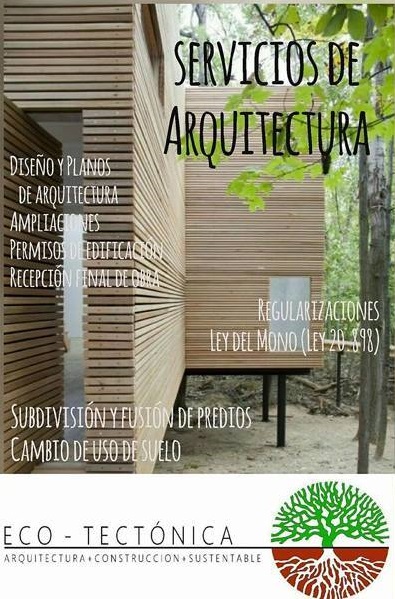 SERVICIOS DE
ARQUITECTURA
DISEÑO Y PLANOS
DE ARQUITECTURA
AMPLIACIONES
PERMISOS DE EDIFICACIÓN
RECEPCIÓN FINAL DE OBRA
REGULARIZACIONES
LEY DEL MONO (LEY 20.898)
SUBDIVISIÓN Y FUSIÓN DE PREDIOS
CAMBIO DE USO DE SUELO
ECO - TECTÓNICA
ARQUITECTURA+CONSTRUCCION+SUSTENTABLE